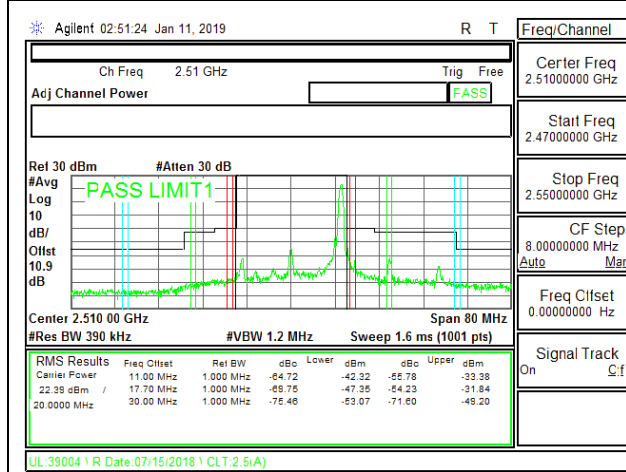 Agilent 02:51:24 Jan 11, 2019 R T
Freq/Channel
Ch Freq 2.51 GHz Trig Free
Adj Channel Power PASS
Center Freq
2.51000000 GHz
Start Freq
2.47000000 GHz
Stop Freq
2.55000000 GHz
CF Step
8.00000000 MHz
Auto Man
Freq Offset
0.00000000 Hz
Signal Track
On
Ref 30 dBm #Atten 30 dB
#Avg
Log
10
dB/
Offst
10.9
dB
PASS LIMIT1
Center 2.510 00 GHz Span 80 MHz
#Res BW 390 kHz #VBW 1.2 MHz Sweep 1.6 ms (1001 pts)
RMS Results Freq Offset Ref BW dBc Lower dBm dBc Upper dBm
Carrier Power 11.00 MHz 1.000 MHz -64.72 -42.32 -55.78 -33.38
22.39 dBm / 17.70 MHz 1.000 MHz -69.75 -47.35 -54.23 -31.84
20.0000 MHz 30.00 MHz 1.000 MHz -75.46 -53.07 -71.60 -49.20
UL:39004 \ R Date:07/15/2018 \ CLT:2.5(A)